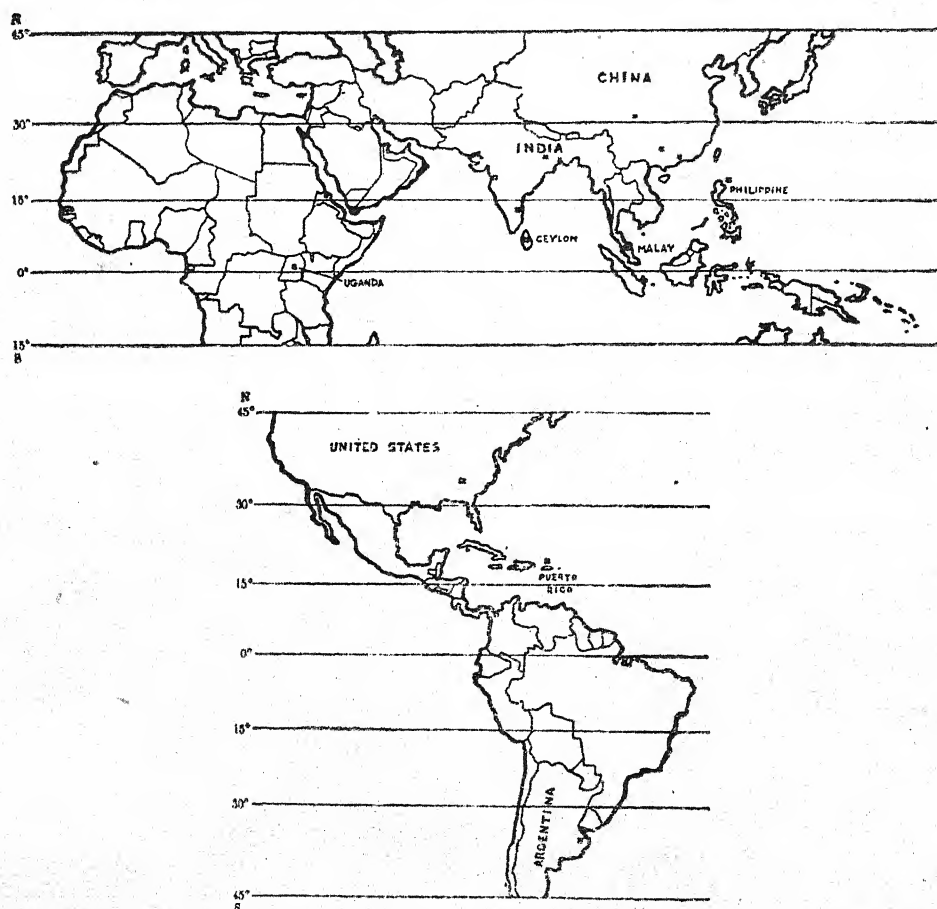 N
45°
CHINA
30°
INDIA
15°
PHILIPPINE
CEYLON
MALAY
0°
UGANDA
15°
S
N
45°
UNITED STATES
30°
15°
PUERTO
RICO
0°
15°
30°
ARGENTINA
45°
S